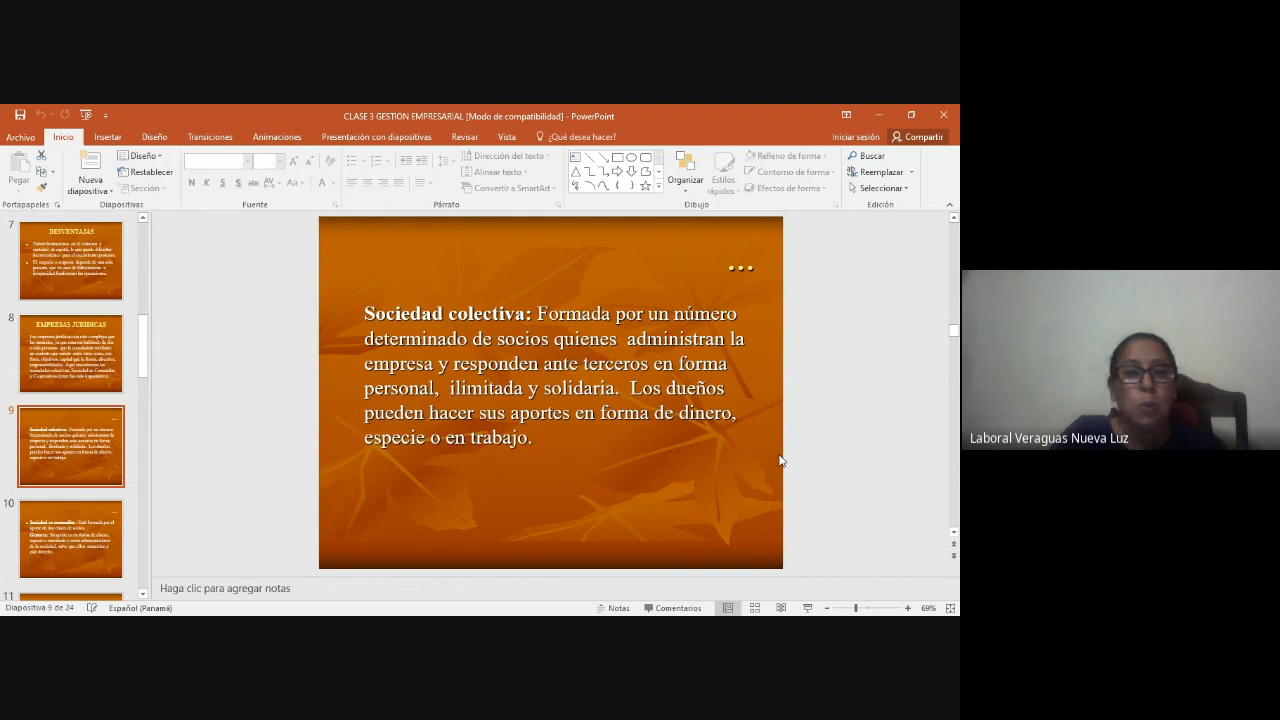 CLASE 3 GESTION EMPRESARIAL [Modo de compatibilidad] - PowerPoint
Archivo Inicio Insertar Diseño Transiciones Animaciones Presentación con diapositivas Revisar Vista ¿Qué desea hacer? Iniciar sesión Compartir
Pegar
Nueva diapositiva
Diseño
Restablecer
Sección
N K S S abc AV Aa A
Dirección del texto
Alinear texto
Convertir a SmartArt
Organizar
Estilos rápidos
Relleno de forma
Contorno de forma
Efectos de forma
Buscar
Reemplazar
Seleccionar
Portapapeles Diapositivas Fuente Párrafo Dibujo Edición
7
DESVENTAJAS
8
EMPRESAS JURIDICAS
9
10
11
...
Sociedad colectiva: Formada por un número
determinado de socios quienes administran la
empresa y responden ante terceros en forma
personal, ilimitada y solidaria. Los dueños
pueden hacer sus aportes en forma de dinero,
especie o en trabajo.
Haga clic para agregar notas
Diapositiva 9 de 24 Español (Panamá) Notas Comentarios 69%
Laboral Veraguas Nueva Luz